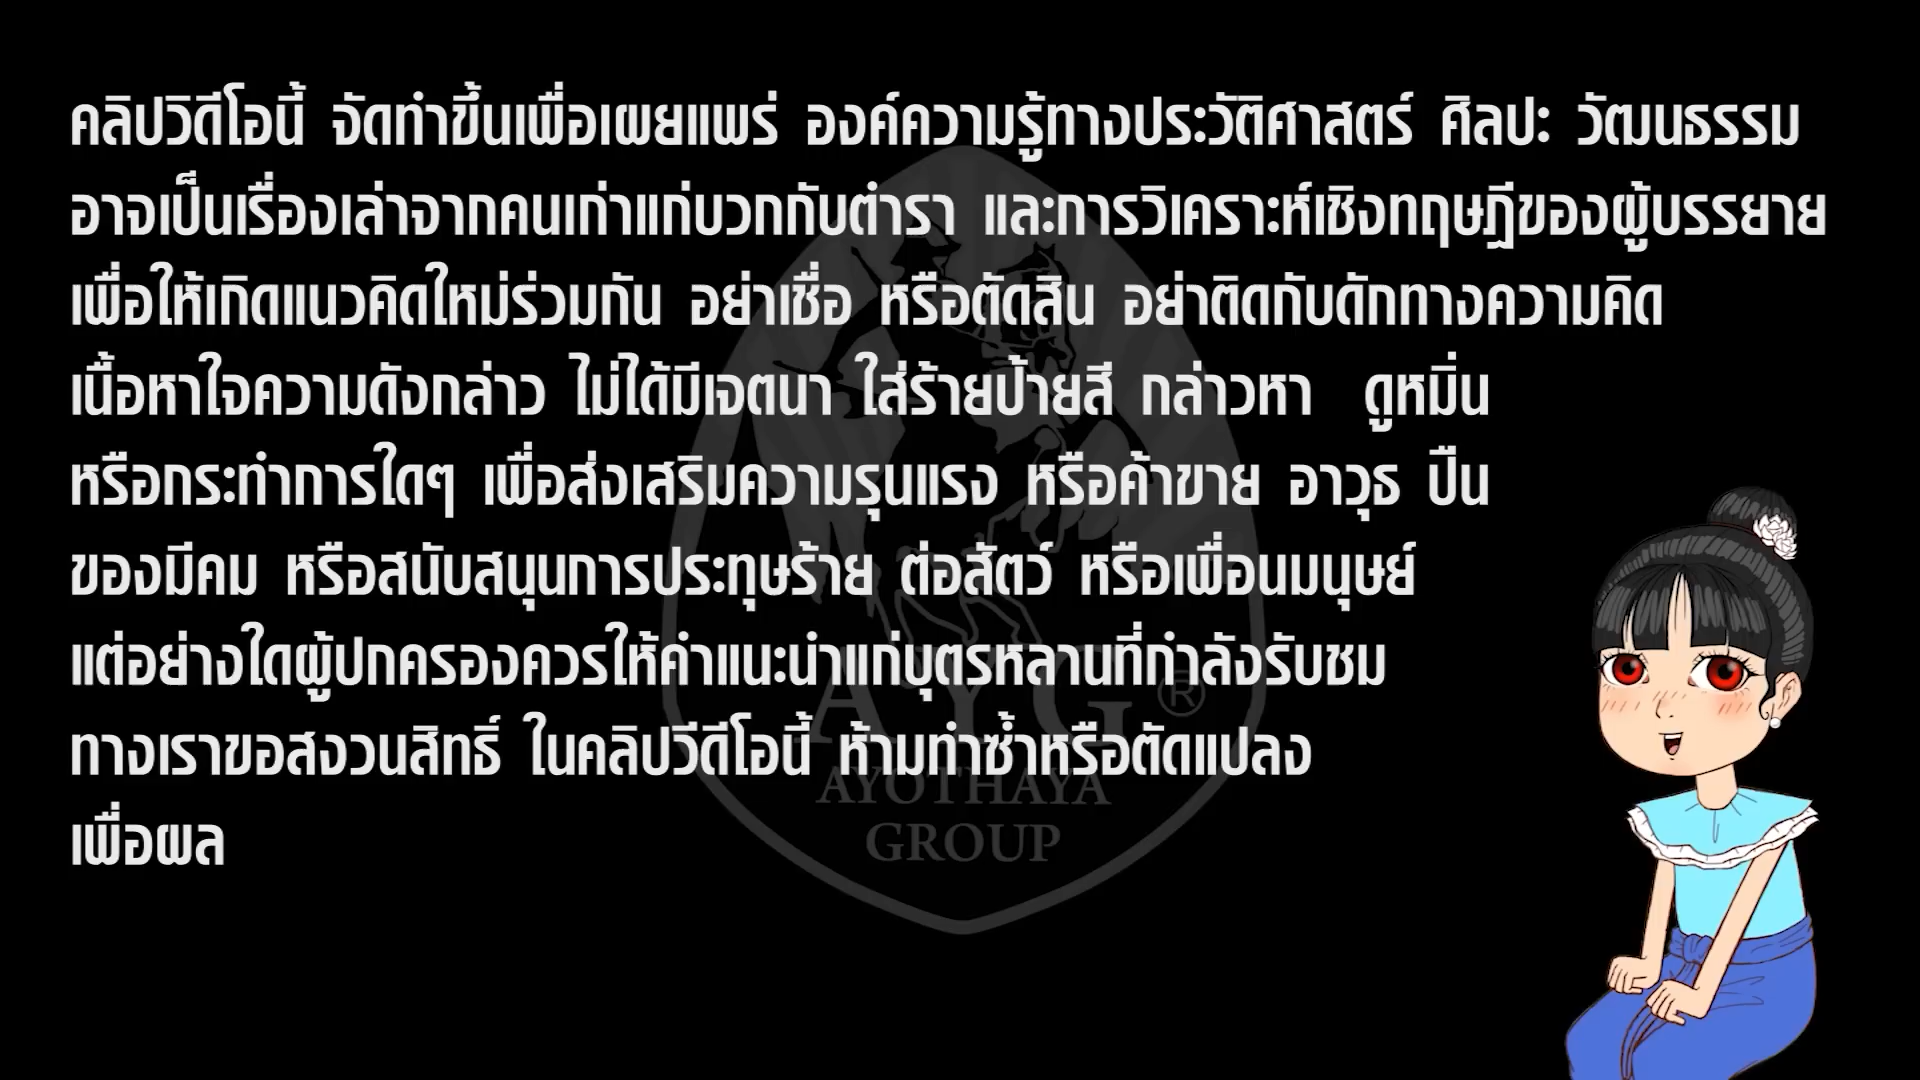 คลิปวิดีโอนี้ จัดทำขึ้นเพื่อเผยแพร่ องค์ความรู้ทางประวัติศาสตร์ ศิลปะ วัฒนธรรม
อาจเป็นเรื่องเล่าจากคนเก่าแก่บวกกับตำรา และการวิเคราะห์เชิงทฤษฎีของผู้บรรยาย
เพื่อให้เกิดแนวคิดใหม่ร่วมกัน อย่าเชื่อ หรือตัดสิน อย่าติดกับดักทางความคิด
เนื้อหาใจความดังกล่าว ไม่ได้มีเจตนา ใส่ร้ายป้ายสี กล่าวหา ดูหมิ่น
หรือกระทำการใดๆ เพื่อส่งเสริมความรุนแรง หรือค้าขาย อาวุธ ปืน
ของมีคม หรือสนับสนุนการประทุษร้าย ต่อสัตว์ หรือเพื่อนมนุษย์
แต่อย่างใดผู้ปกครองควรให้คำแนะนำแก่บุตรหลานที่กำลังรับชม
ทางเราขอสงวนสิทธิ์ ในคลิปวีดีโอนี้ ห้ามทำซ้ำหรือตัดแปลง
เพื่อผล
AYG ®
AYOTHAYA
GROUP